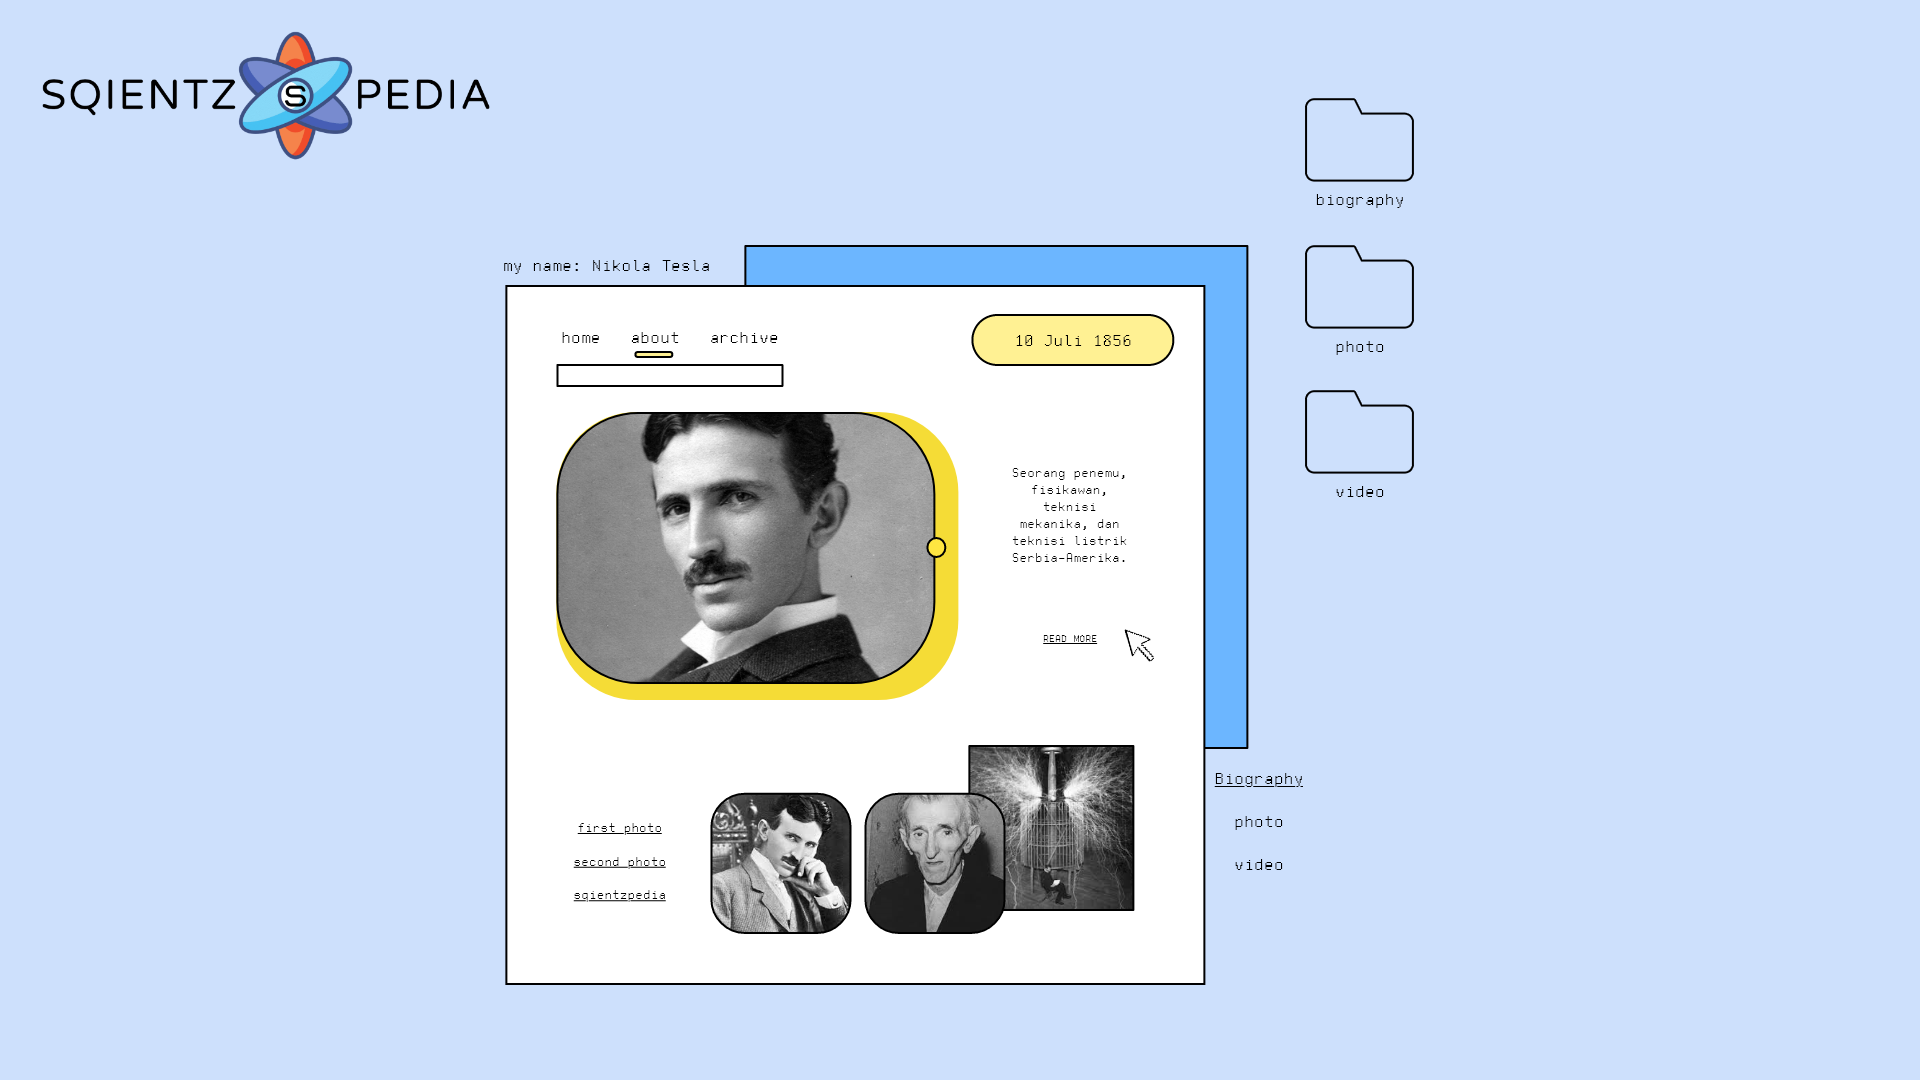 SQIENTZ S PEDIA
biography
photo
video
my name: Nikola Tesla
home about archive
10 Juli 1856
Seorang penemu,
fisikawan,
teknisi
mekanika, dan
teknisi listrik
Serbia-Amerika.
READ MORE
first photo
second photo
sqientzpedia
Biography
photo
video